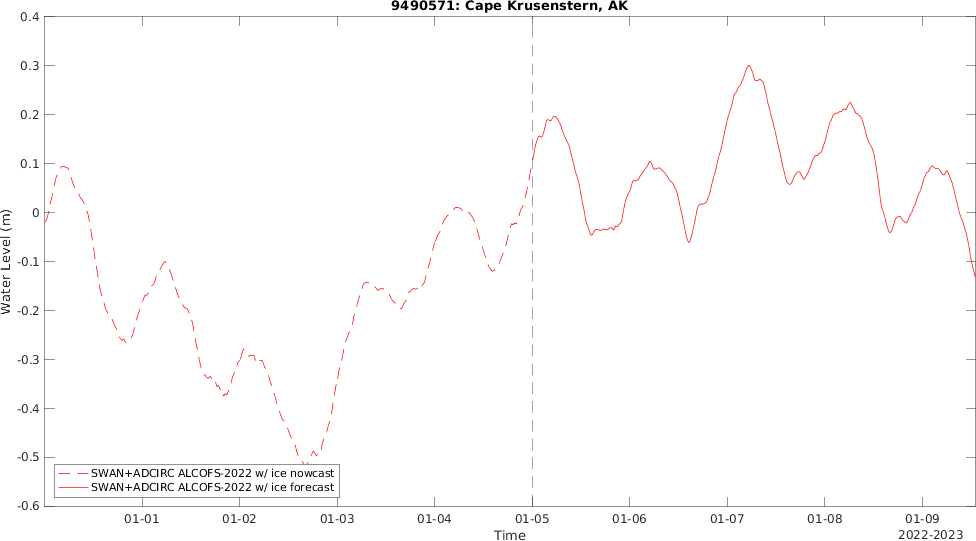 9490571: Cape Krusenstern, AK
0.4
0.3
0.2
0.1
0
-0.1
-0.2
-0.3
-0.4
-0.5
-0.6
Water Level (m)
SWAN+ADCIRC ALCOFS-2022 w/ ice nowcast
SWAN+ADCIRC ALCOFS-2022 w/ ice forecast
01-01 01-02 01-03 01-04 01-05 01-06 01-07 01-08 01-09
Time
2022-2023